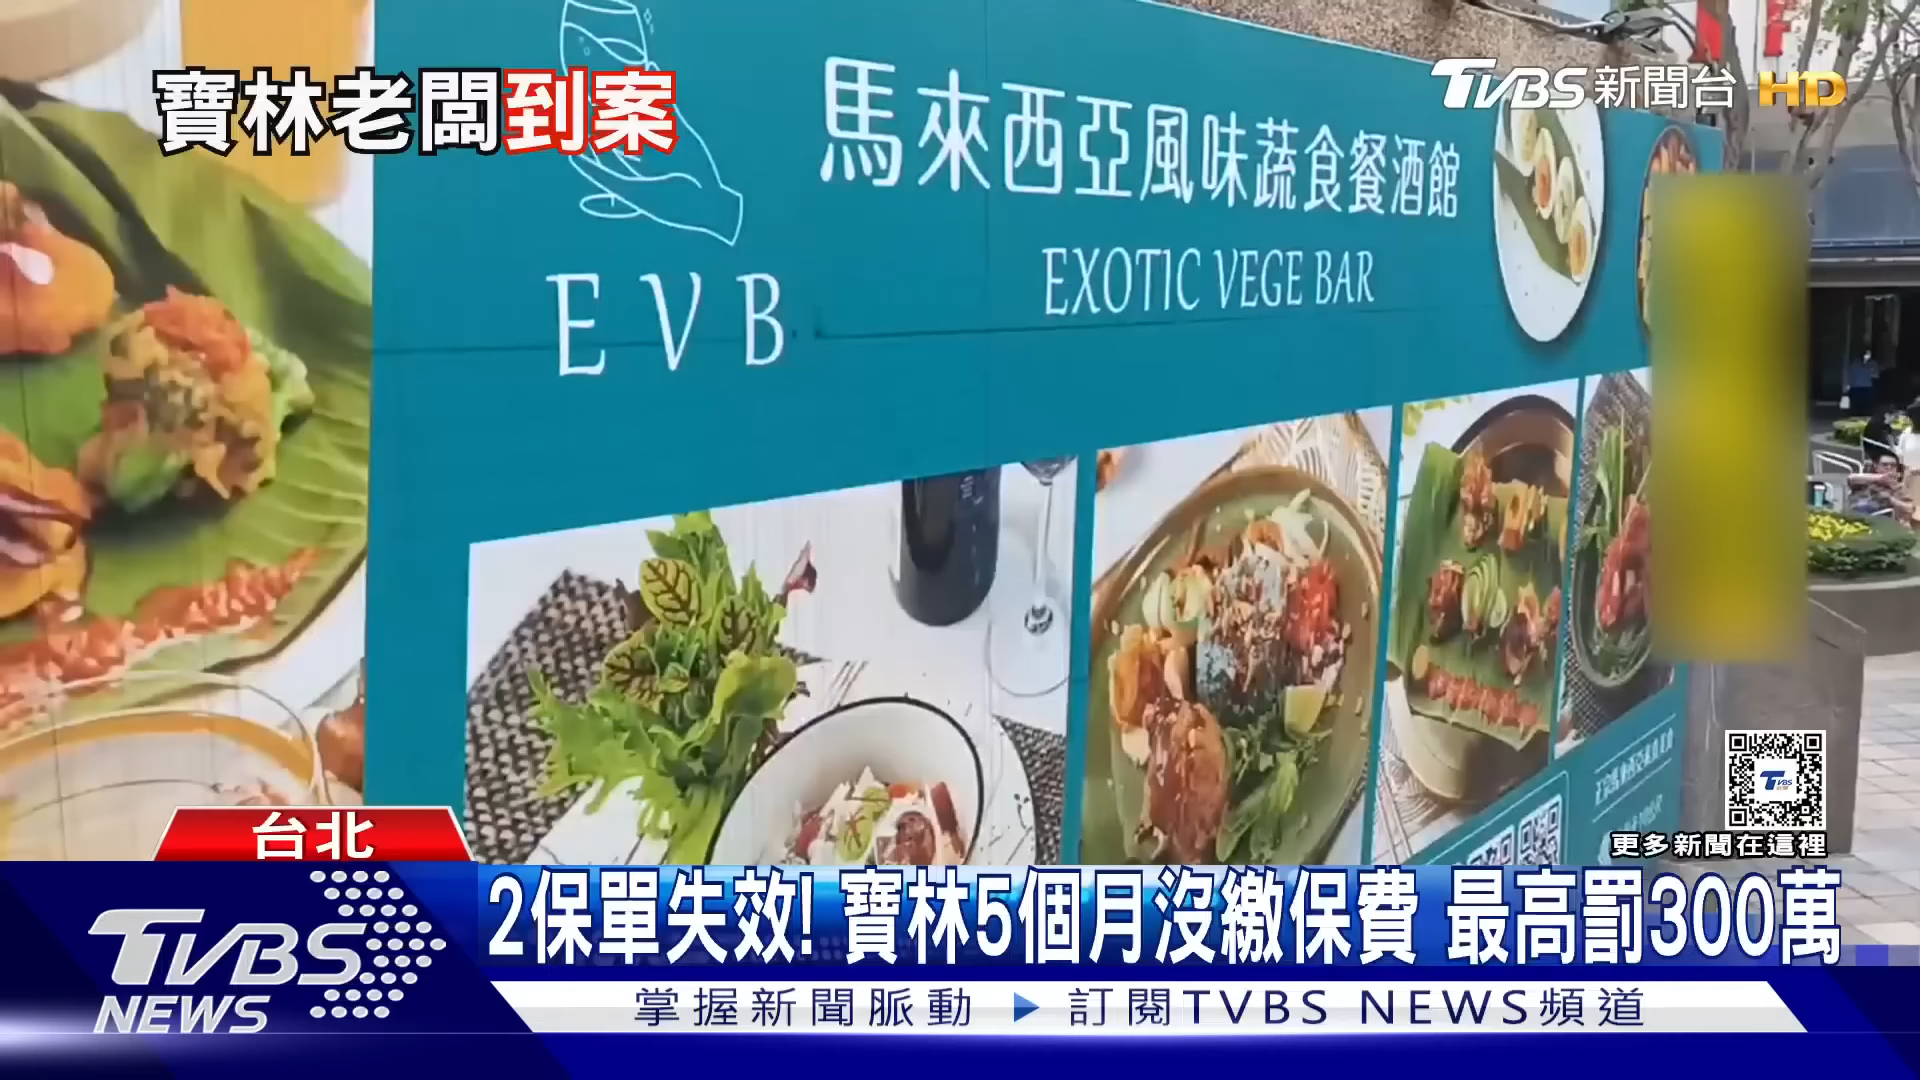 寶林老闆到案
TVBS新聞台 HD
馬來西亞風味蔬食餐酒館
EVB
EXOTIC VEGE BAR
TVBS
更多新聞在這裡
台北
2保單失效! 寶林5個月沒繳保費 最高罰300萬
TVBS NEWS
掌握新聞脈動 ▶ 訂閱TVBS NEWS頻道